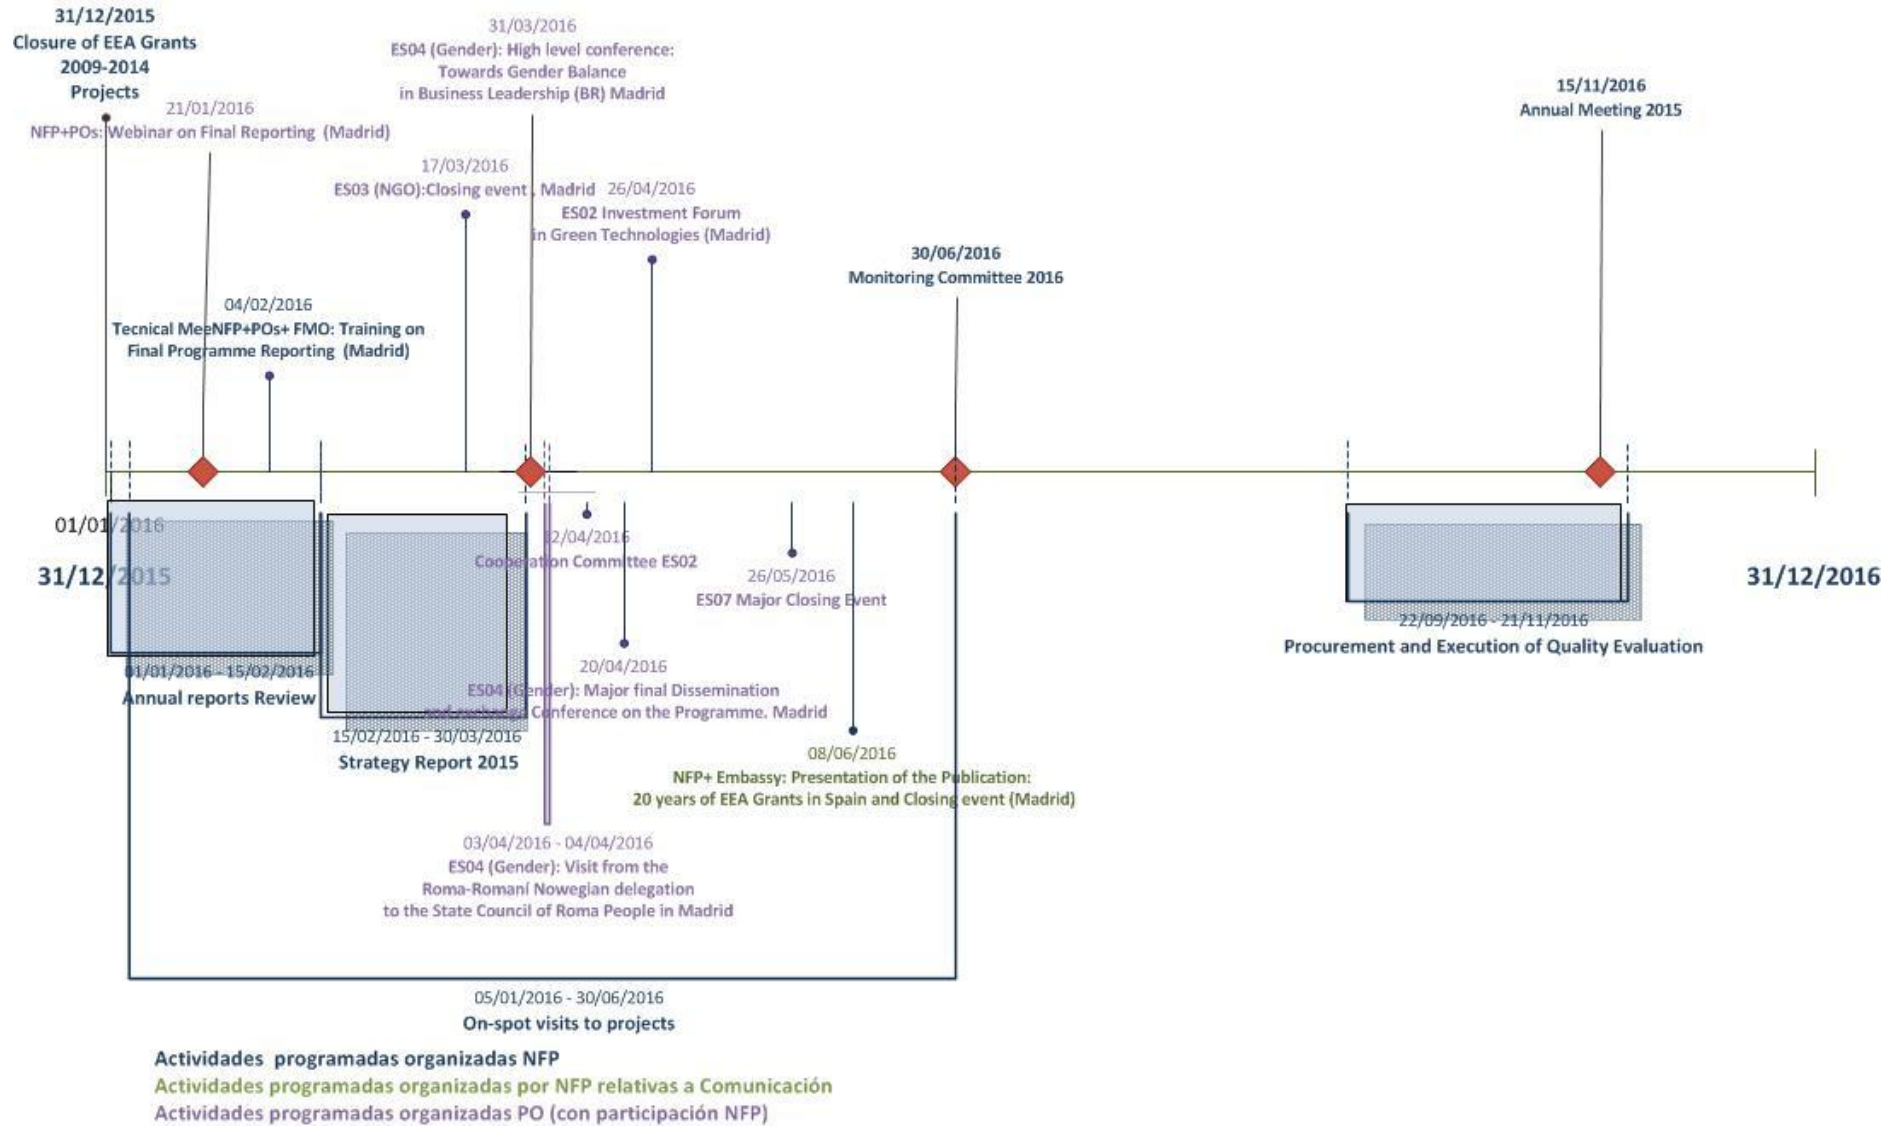 31/12/2015
Closure of EEA Grants
2009-2014
Projects
21/01/2016
NFP+POs: Webinar on Final Reporting (Madrid)
31/03/2016
ES04 (Gender): High level conference:
Towards Gender Balance
in Business Leadership (BR) Madrid
17/03/2016
ES03 (NGO):Closing event , Madrid
26/04/2016
ES02 Investment Forum
in Green Technologies (Madrid)
15/11/2016
Annual Meeting 2015
30/06/2016
Monitoring Committee 2016
04/02/2016
Tecnical MeeNFP+POs+ FMO: Training on
Final Programme Reporting (Madrid)
01/01/2016
31/12/2015
31/12/2016
01/01/2016 - 15/02/2016
Annual reports Review
15/02/2016 - 30/03/2016
Strategy Report 2015
12/04/2016
Cooperation Committee ES02
20/04/2016
ES04 (Gender): Major final Dissemination
and exchange Conference on the Programme. Madrid
26/05/2016
ES07 Major Closing Event
08/06/2016
NFP+ Embassy: Presentation of the Publication:
20 years of EEA Grants in Spain and Closing event (Madrid)
22/09/2016 - 21/11/2016
Procurement and Execution of Quality Evaluation
03/04/2016 - 04/04/2016
ES04 (Gender): Visit from the
Roma-Romaní Nowegian delegation
to the State Council of Roma People in Madrid
05/01/2016 - 30/06/2016
On-spot visits to projects
Actividades programadas organizadas NFP
Actividades programadas organizadas por NFP relativas a Comunicación
Actividades programadas organizadas PO (con participación NFP)